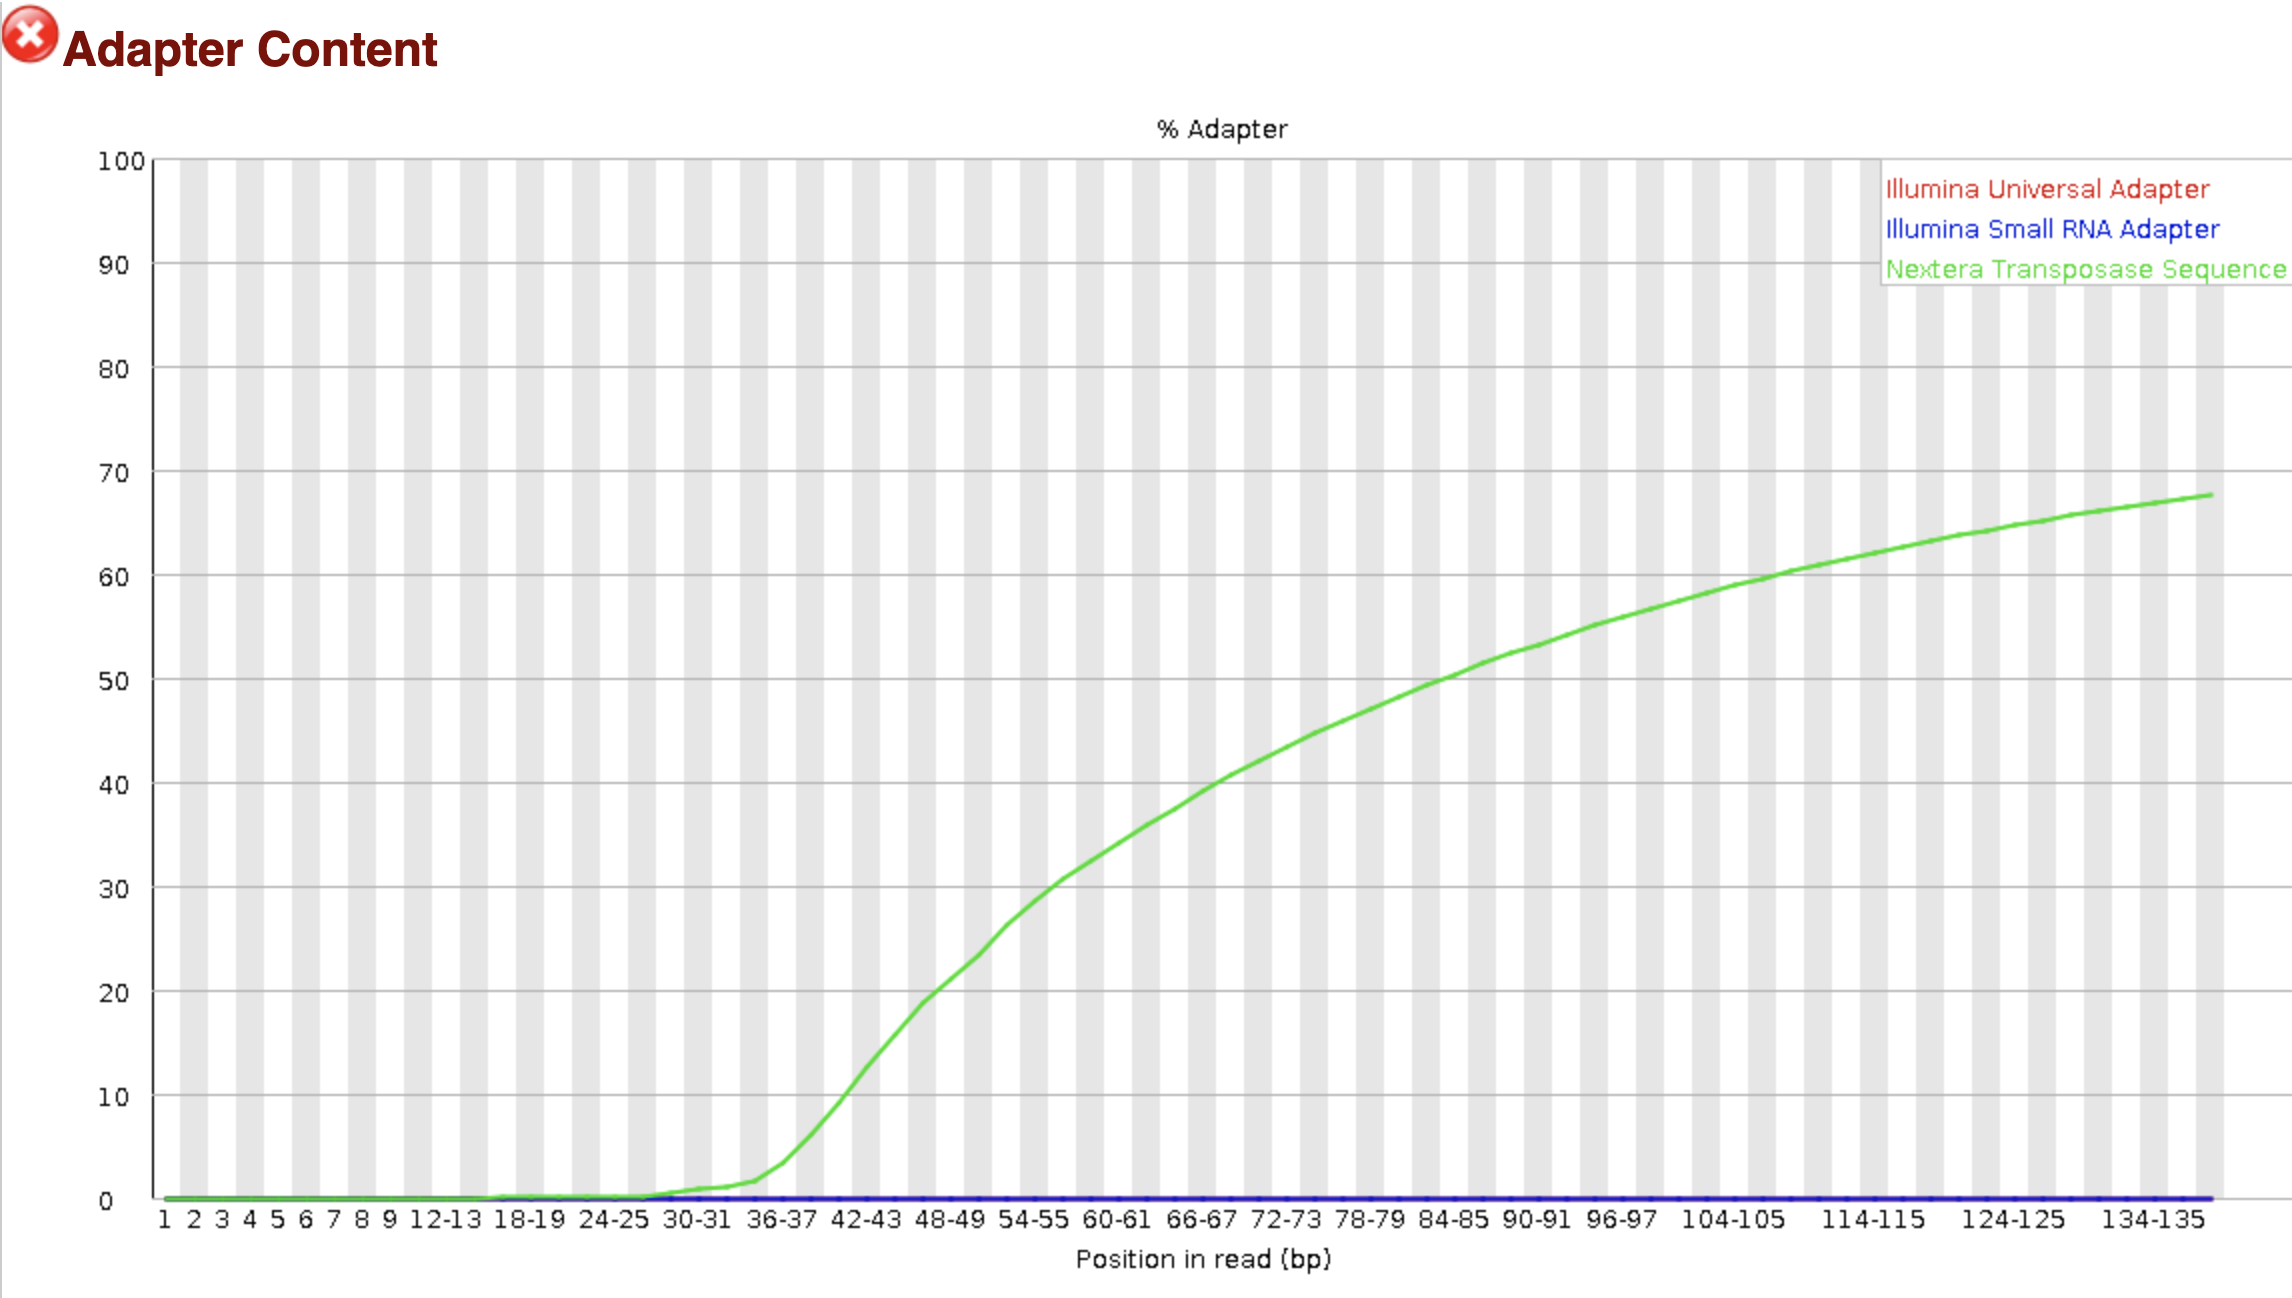 Adapter Content
% Adapter
100
90
80
70
60
50
40
30
20
10
0
Illumina Universal Adapter
Illumina Small RNA Adapter
Nextera Transposase Sequence
1 2 3 4 5 6 7 8 9 12-13 18-19 24-25 30-31 36-37 42-43 48-49 54-55 60-61 66-67 72-73 78-79 84-85 90-91 96-97 104-105 114-115 124-125 134-135
Position in read (bp)